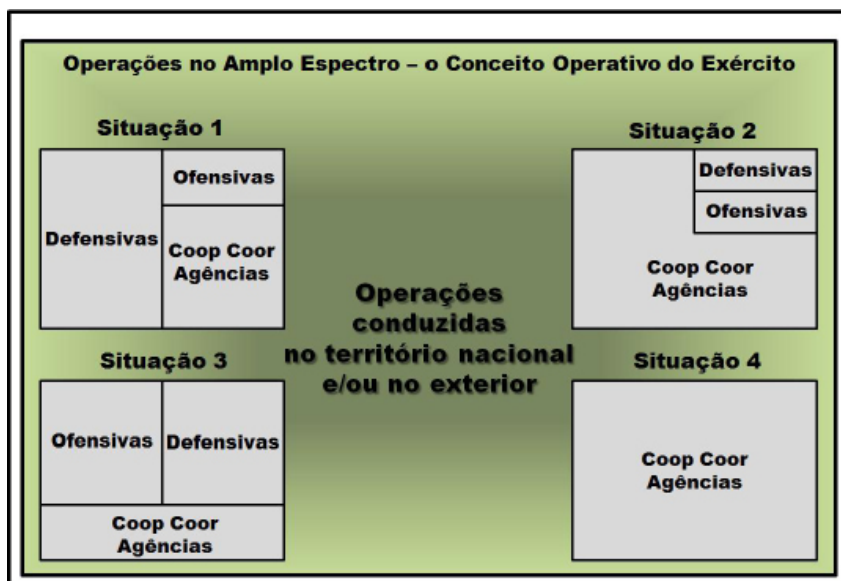 Operações no Amplo Espectro – o Conceito Operativo do Exército
Situação 1
Defensivas
Ofensivas
Coop Coor
Agências
Situação 2
Defensivas
Ofensivas
Coop Coor
Agências
Operações
conduzidas
no território nacional
e/ou no exterior
Situação 3
Ofensivas
Defensivas
Coop Coor
Agências
Situação 4
Coop Coor
Agências